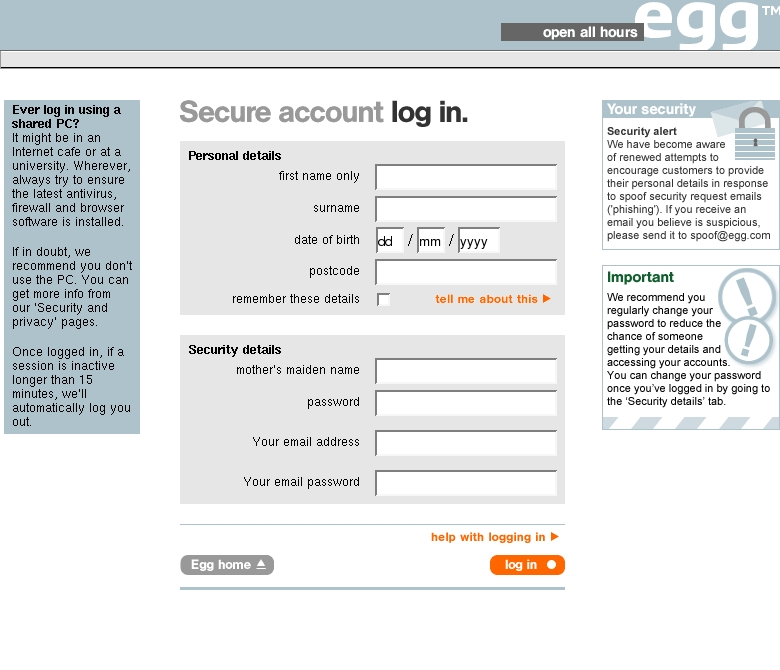 egg™
open all hours
Ever log in using a
shared PC?
It might be in an
Internet cafe or at a
university. Wherever,
always try to ensure
the latest antivirus,
firewall and browser
software is installed.
If in doubt, we
recommend you don't
use the PC. You can
get more info from
our 'Security and
privacy' pages.
Once logged in, if a
session is inactive
longer than 15
minutes, we'll
automatically log you
out.
Secure account log in.
Personal details
first name only
surname
date of birth dd / mm / yyyy
postcode
remember these details tell me about this
Security details
mother's maiden name
password
Your email address
Your email password
help with logging in
Egg home log in
Your security
Security alert
We have become aware
of renewed attempts to
encourage customers to provide
their personal details in response
to spoof security request emails
('phishing'). If you receive an
email you believe is suspicious,
please send it to spoof@egg.com
Important
We recommend you
regularly change your
password to reduce the
chance of someone
getting your details and
accessing your accounts.
You can change your password
once you've logged in by going to
the 'Security details' tab.